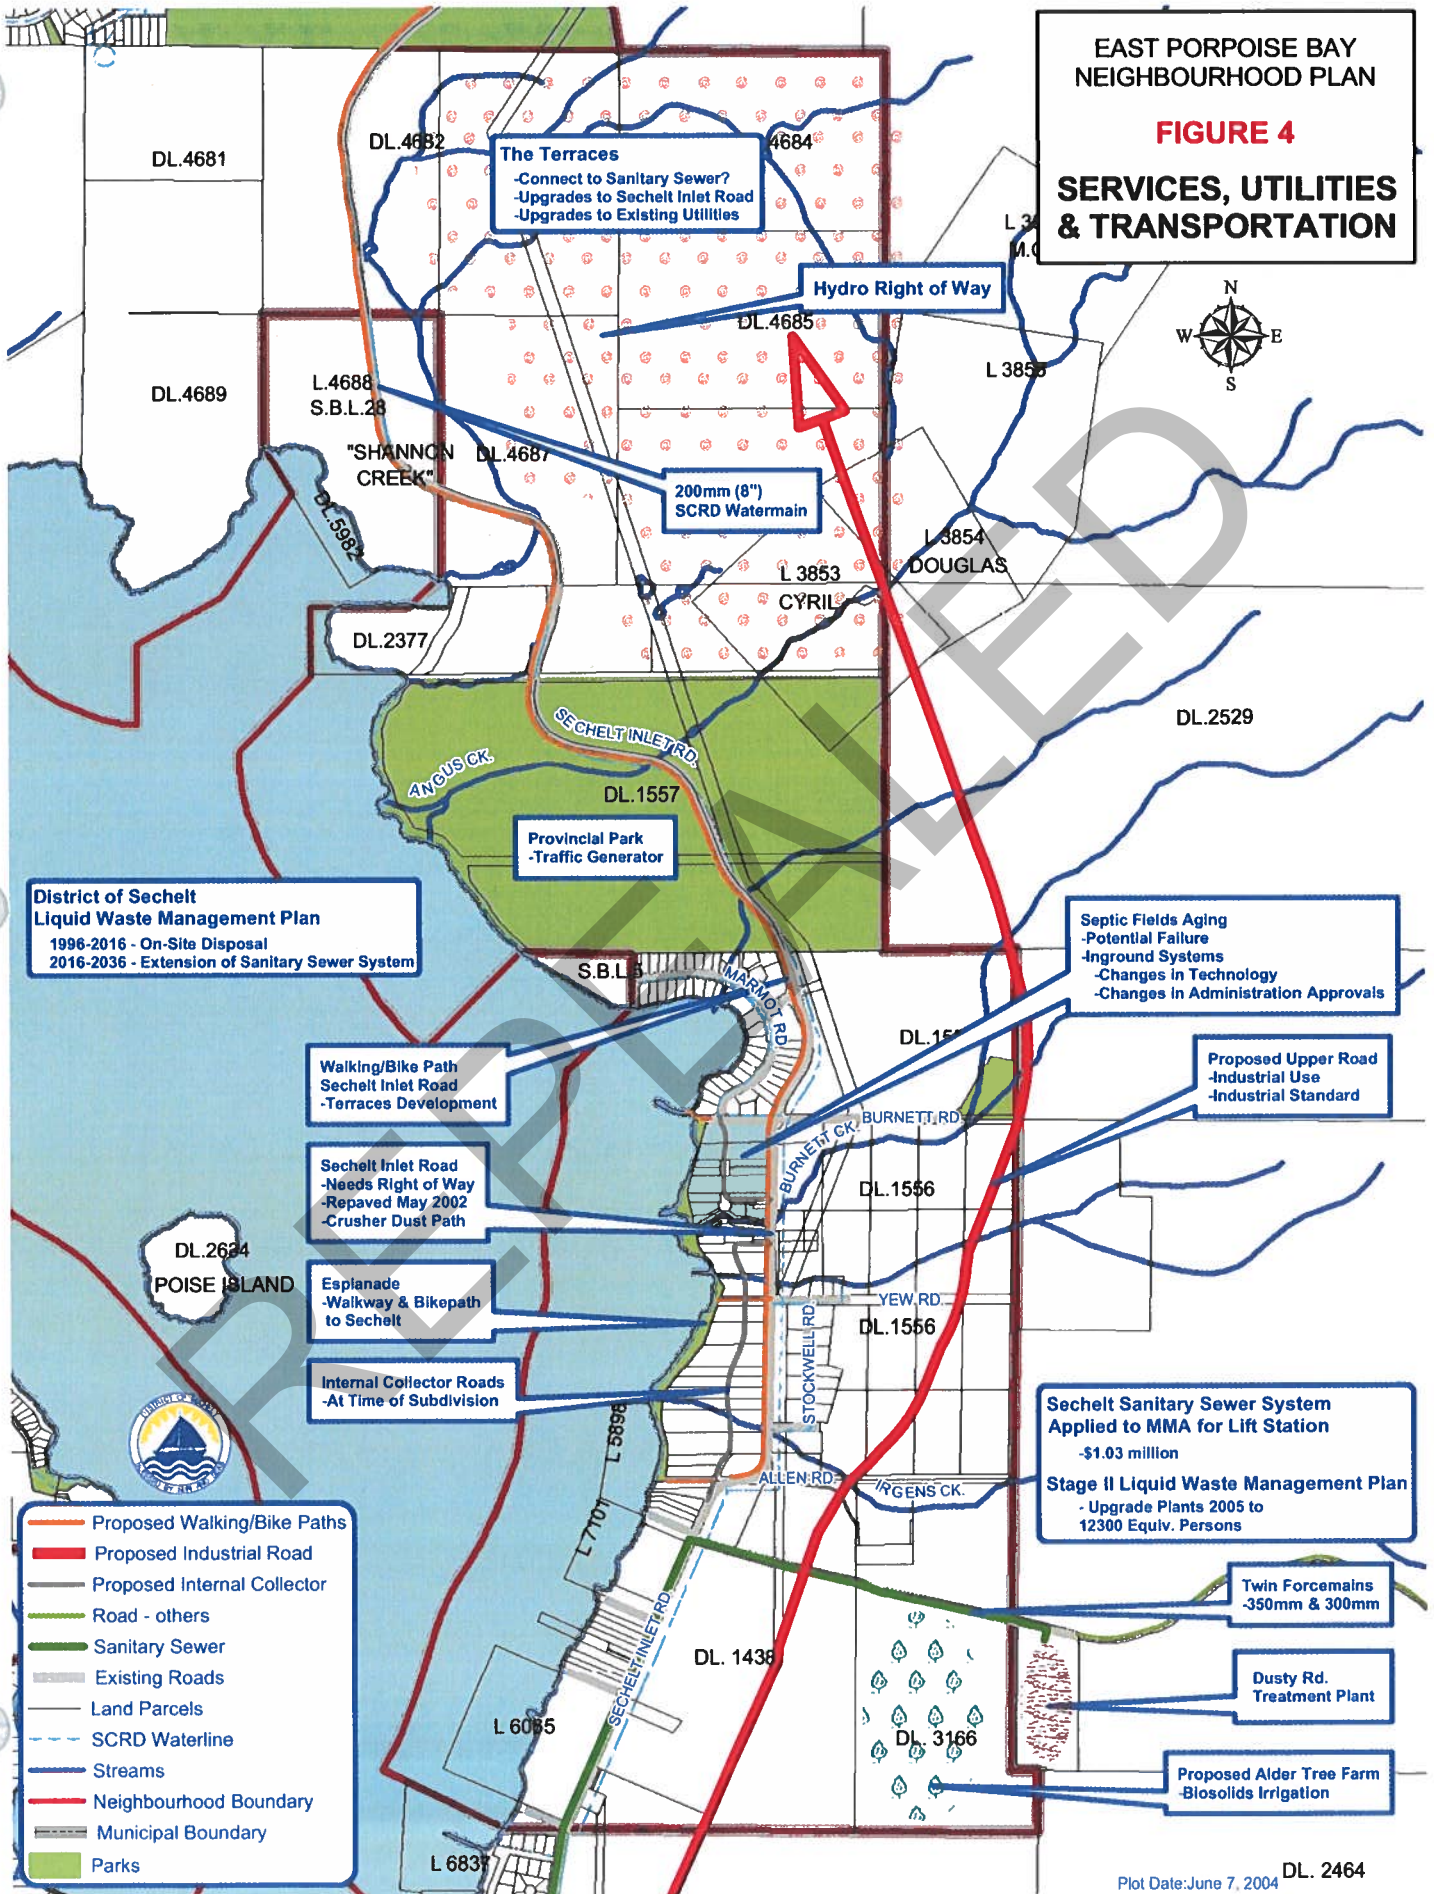 EAST PORPOISE BAY
NEIGHBOURHOOD PLAN
FIGURE 4
SERVICES, UTILITIES
& TRANSPORTATION
DL.4681
DL.4682
4684
The Terraces
-Connect to Sanitary Sewer?
-Upgrades to Sechelt Inlet Road
-Upgrades to Existing Utilities
Hydro Right of Way
DL.4685
N
W
E
S
DL.4689
L.4688
S.B.L.28
L 3855
"SHANNON
CREEK"
DL.4687
200mm (8")
SCRD Watermain
DL.5982
L 3854
DOUGLAS
L 3853
CYRIL
DL.2377
DL.2529
SECHELT INLET RD.
ANGUS CK.
DL.1557
Provincial Park
-Traffic Generator
District of Sechelt
Liquid Waste Management Plan
1996-2016 - On-Site Disposal
2016-2036 - Extension of Sanitary Sewer System
Septic Fields Aging
-Potential Failure
-Inground Systems
-Changes in Technology
-Changes in Administration Approvals
S.B.L.5
MARMOT RD
DL.15
Walking/Bike Path
Sechelt Inlet Road
-Terraces Development
Proposed Upper Road
-Industrial Use
-Industrial Standard
BURNETT RD
BURNETT CK.
Sechelt Inlet Road
-Needs Right of Way
-Repaved May 2002
-Crusher Dust Path
DL.1556
DL.2634
POISE ISLAND
Esplanade
-Walkway & Bikepath
to Sechelt
YEW RD.
DL.1556
STOCKWELL RD.
Internal Collector Roads
-At Time of Subdivision
Sechelt Sanitary Sewer System
Applied to MMA for Lift Station
-$1.03 million
Stage II Liquid Waste Management Plan
- Upgrade Plants 2005 to
12300 Equiv. Persons
L 5898
ALLEN RD.
IRGENS CK.
L 7101
Proposed Walking/Bike Paths
Proposed Industrial Road
Proposed Internal Collector
Road - others
Sanitary Sewer
Existing Roads
Land Parcels
SCRD Waterline
Streams
Neighbourhood Boundary
Municipal Boundary
Parks
Twin Forcemains
-350mm & 300mm
SECHELT INLET RD.
DL. 1438
Dusty Rd.
Treatment Plant
L 6065
DL. 3166
Proposed Alder Tree Farm
-Biosolids Irrigation
L 6837
DL. 2464
Plot Date:June 7, 2004
REPEALED